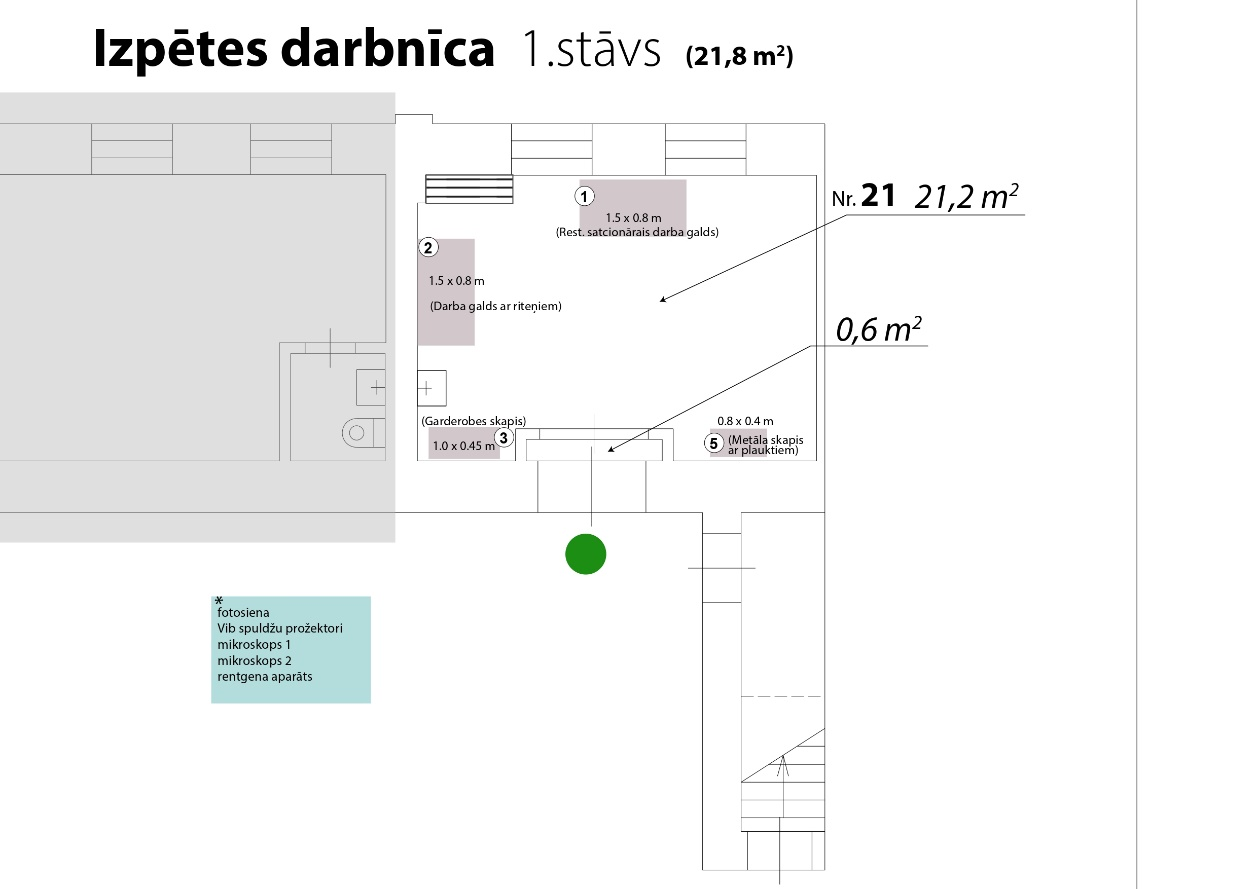 Izpētes darbnīca 1.stāvs (21,8 m²)
Nr. 21 21,2 m²
1
1.5 x 0.8 m
(Rest. satcionārais darba galds)
2
1.5 x 0.8 m
(Darba galds ar riteņiem)
0,6 m²
(Garderobes skapis)
3
1.0 x 0.45 m
0.8 x 0.4 m
5
(Metāla skapis
ar plauktiem)
*
fotosiena
Vib spuldžu prožektori
mikroskops 1
mikroskops 2
rentgena aparāts